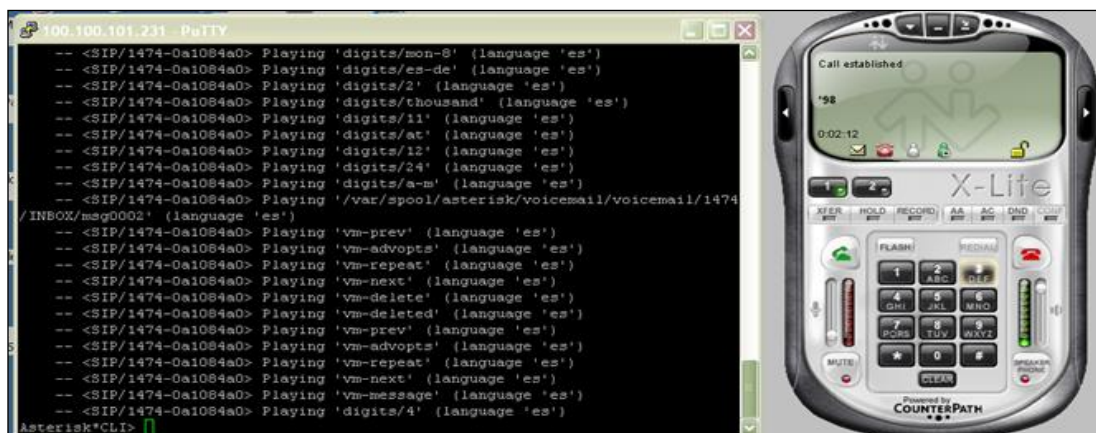 100.100.101.231 - PuTTY
-- <SIP/1474-0a1084a0> Playing 'digits/mon-8' (language 'es')
-- <SIP/1474-0a1084a0> Playing 'digits/es-de' (language 'es')
-- <SIP/1474-0a1084a0> Playing 'digits/2' (language 'es')
-- <SIP/1474-0a1084a0> Playing 'digits/thousand' (language 'es')
-- <SIP/1474-0a1084a0> Playing 'digits/11' (language 'es')
-- <SIP/1474-0a1084a0> Playing 'digits/at' (language 'es')
-- <SIP/1474-0a1084a0> Playing 'digits/12' (language 'es')
-- <SIP/1474-0a1084a0> Playing 'digits/24' (language 'es')
-- <SIP/1474-0a1084a0> Playing 'digits/a-m' (language 'es')
-- <SIP/1474-0a1084a0> Playing '/var/spool/asterisk/voicemail/voicemail/1474
/INBOX/msg0002' (language 'es')
-- <SIP/1474-0a1084a0> Playing 'vm-prev' (language 'es')
-- <SIP/1474-0a1084a0> Playing 'vm-advopts' (language 'es')
-- <SIP/1474-0a1084a0> Playing 'vm-repeat' (language 'es')
-- <SIP/1474-0a1084a0> Playing 'vm-next' (language 'es')
-- <SIP/1474-0a1084a0> Playing 'vm-delete' (language 'es')
-- <SIP/1474-0a1084a0> Playing 'vm-deleted' (language 'es')
-- <SIP/1474-0a1084a0> Playing 'vm-prev' (language 'es')
-- <SIP/1474-0a1084a0> Playing 'vm-advopts' (language 'es')
-- <SIP/1474-0a1084a0> Playing 'vm-repeat' (language 'es')
-- <SIP/1474-0a1084a0> Playing 'vm-next' (language 'es')
-- <SIP/1474-0a1084a0> Playing 'vm-message' (language 'es')
-- <SIP/1474-0a1084a0> Playing 'digits/4' (language 'es')
Asterisk*CLI>
Call established
*98
0:02:12
1 2 X-Lite
XFER HOLD RECORD AA AC DND CONF
FLASH REDIAL
1 2 ABC 3 DEF
4 GHI 5 JKL 6 MNO
7 PQRS 8 TUV 9 WXYZ
* 0 #
MUTE CLEAR SPEAKER PHONE
Powered by
COUNTERPATH